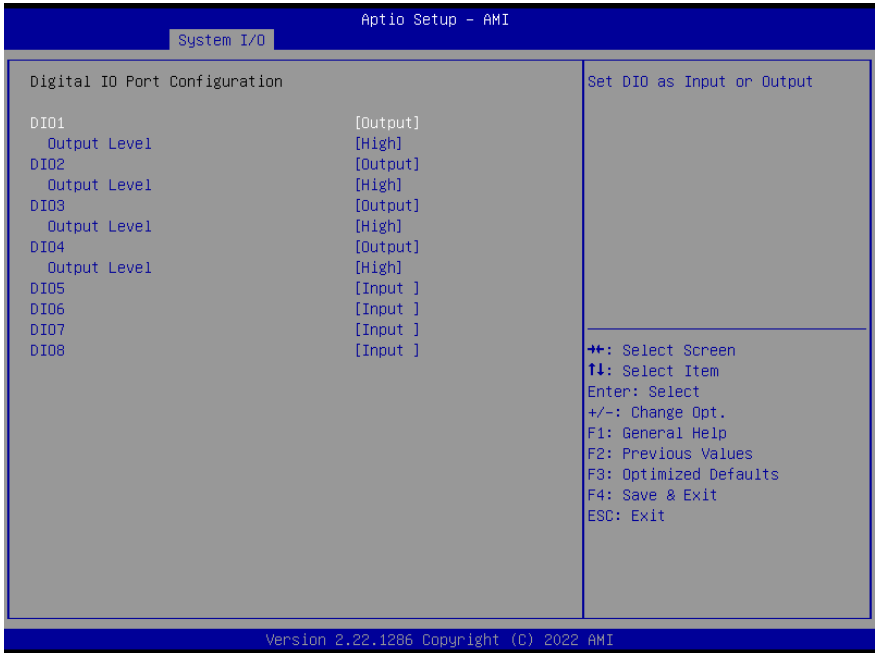 Aptio Setup – AMI
System I/O
Digital IO Port Configuration
DIO1 [Output]
Output Level [High]
DIO2 [Output]
Output Level [High]
DIO3 [Output]
Output Level [High]
DIO4 [Output]
Output Level [High]
DIO5 [Input ]
DIO6 [Input ]
DIO7 [Input ]
DIO8 [Input ]
Set DIO as Input or Output
→←: Select Screen
↑↓: Select Item
Enter: Select
+/-: Change Opt.
F1: General Help
F2: Previous Values
F3: Optimized Defaults
F4: Save & Exit
ESC: Exit
Version 2.22.1286 Copyright (C) 2022 AMI